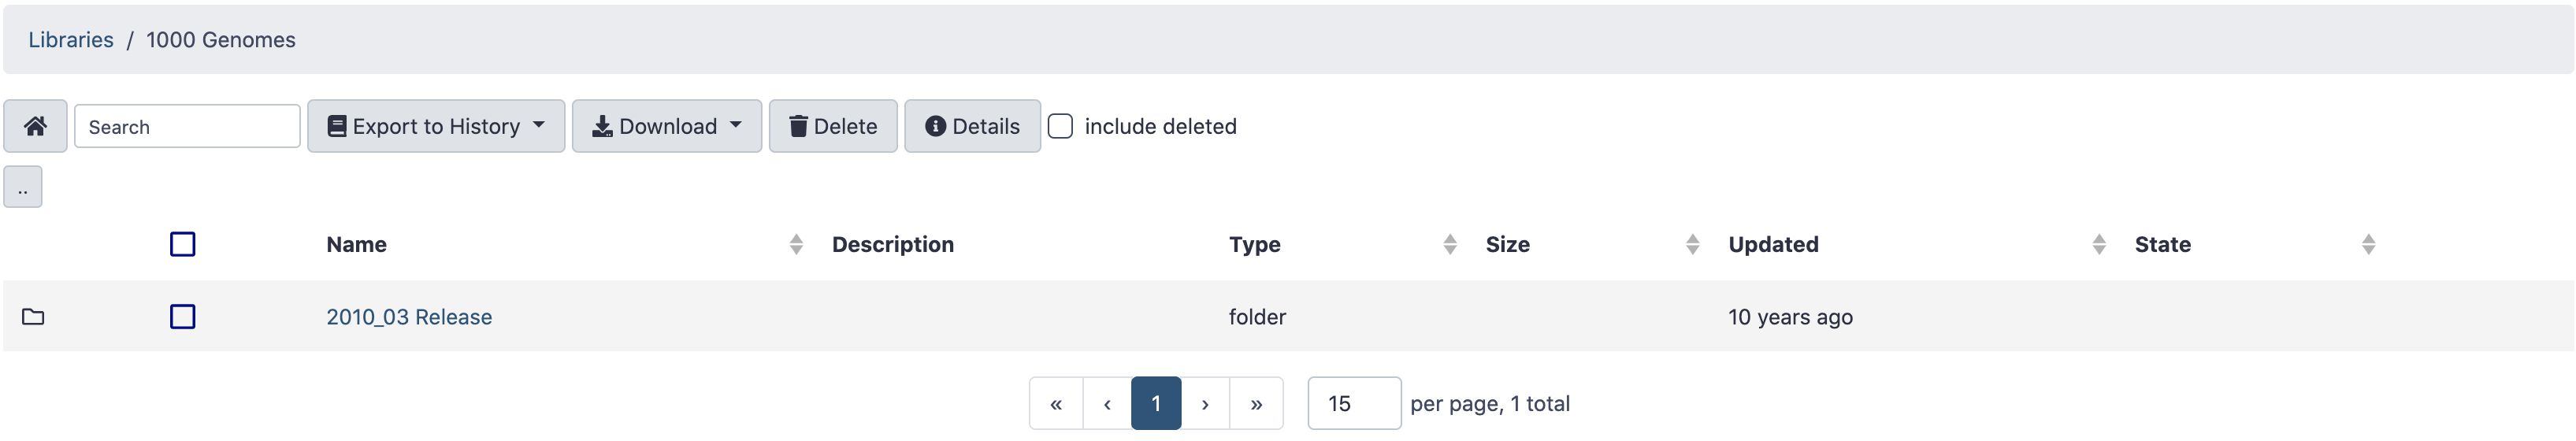 Libraries / 1000 Genomes
Search Export to History Download Delete Details include deleted
..
Name Description Type Size Updated State
2010_03 Release folder 10 years ago
« ‹ 1 › » 15 per page, 1 total